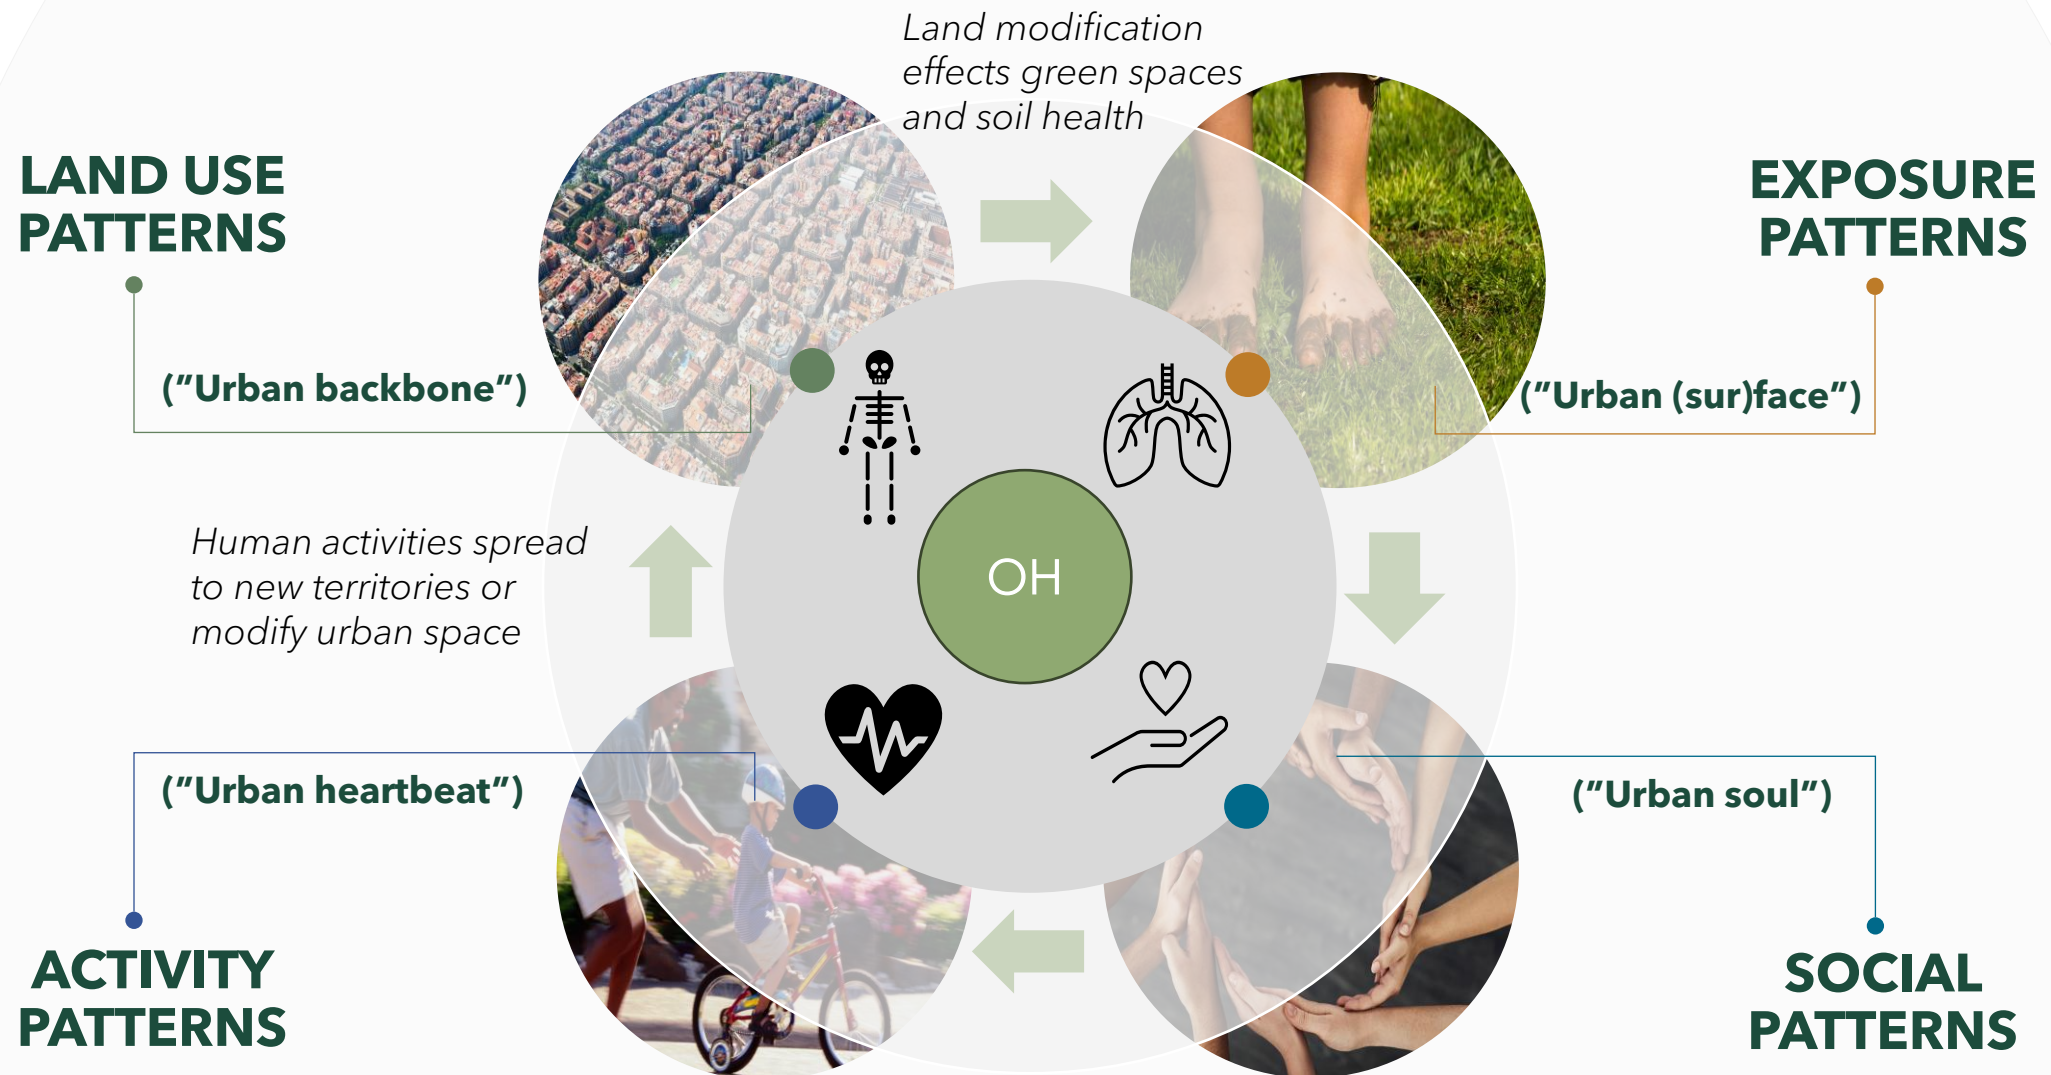 Land modification
effects green spaces
and soil health
LAND USE
PATTERNS
EXPOSURE
PATTERNS
("Urban backbone")
("Urban (sur)face")
Human activities spread
to new territories or
modify urban space
OH
("Urban heartbeat")
("Urban soul")
ACTIVITY
PATTERNS
SOCIAL
PATTERNS